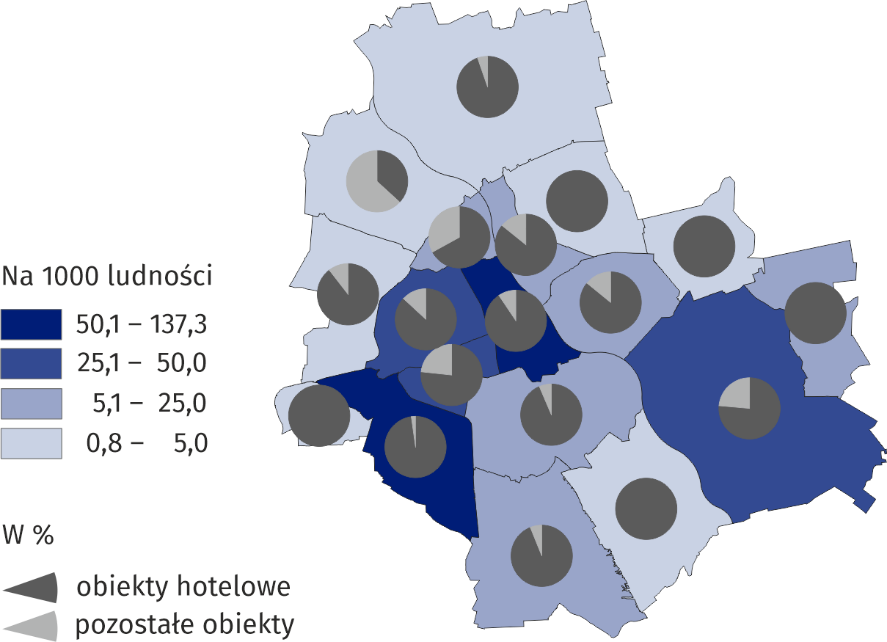 Na 1000 ludności
50,1 – 137,3
25,1 – 50,0
5,1 – 25,0
0,8 – 5,0
W %
obiekty hotelowe
pozostałe obiekty